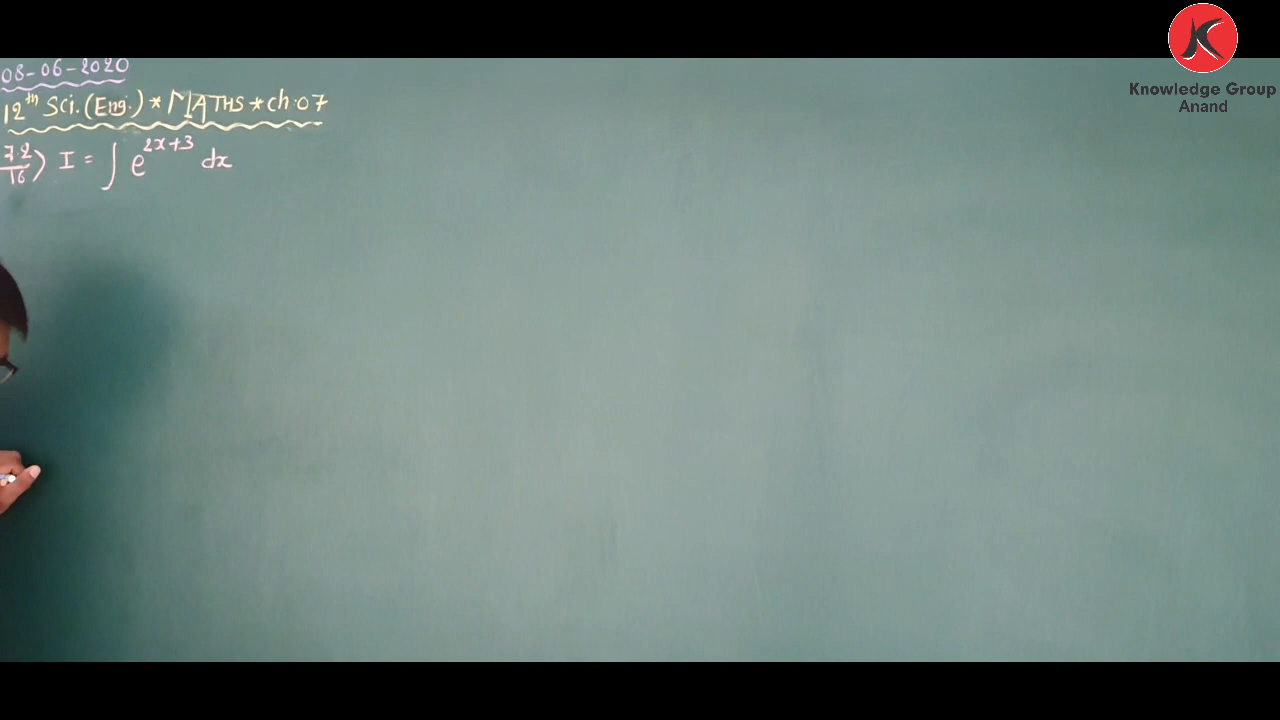 Knowledge Group
Anand
08-06-2020
12th Sci. (Eng.) * MATHS * ch.07
7.2/16) I = ∫ e^{2x+3} dx